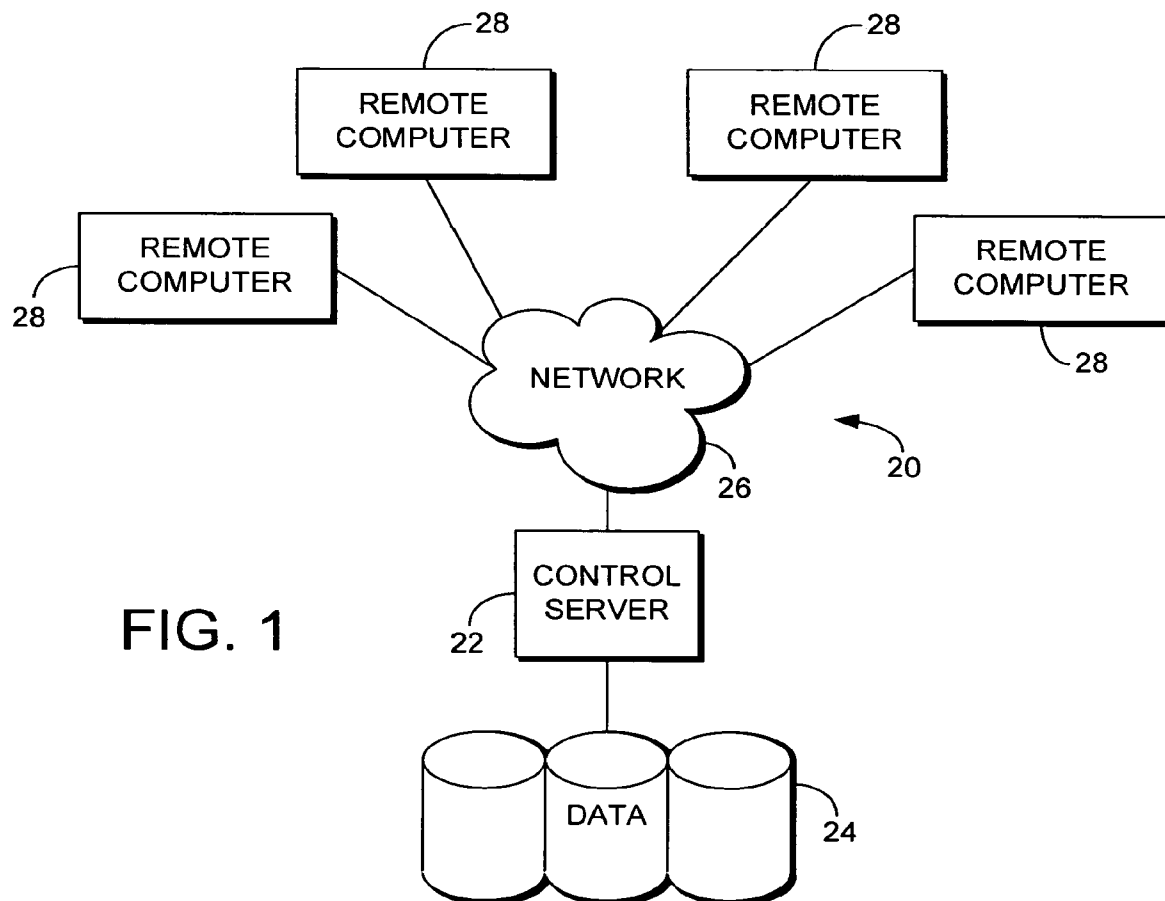 28
28
REMOTE
COMPUTER
REMOTE
COMPUTER
REMOTE
COMPUTER
REMOTE
COMPUTER
28
28
NETWORK
20
26
CONTROL
SERVER
22
FIG. 1
DATA
24